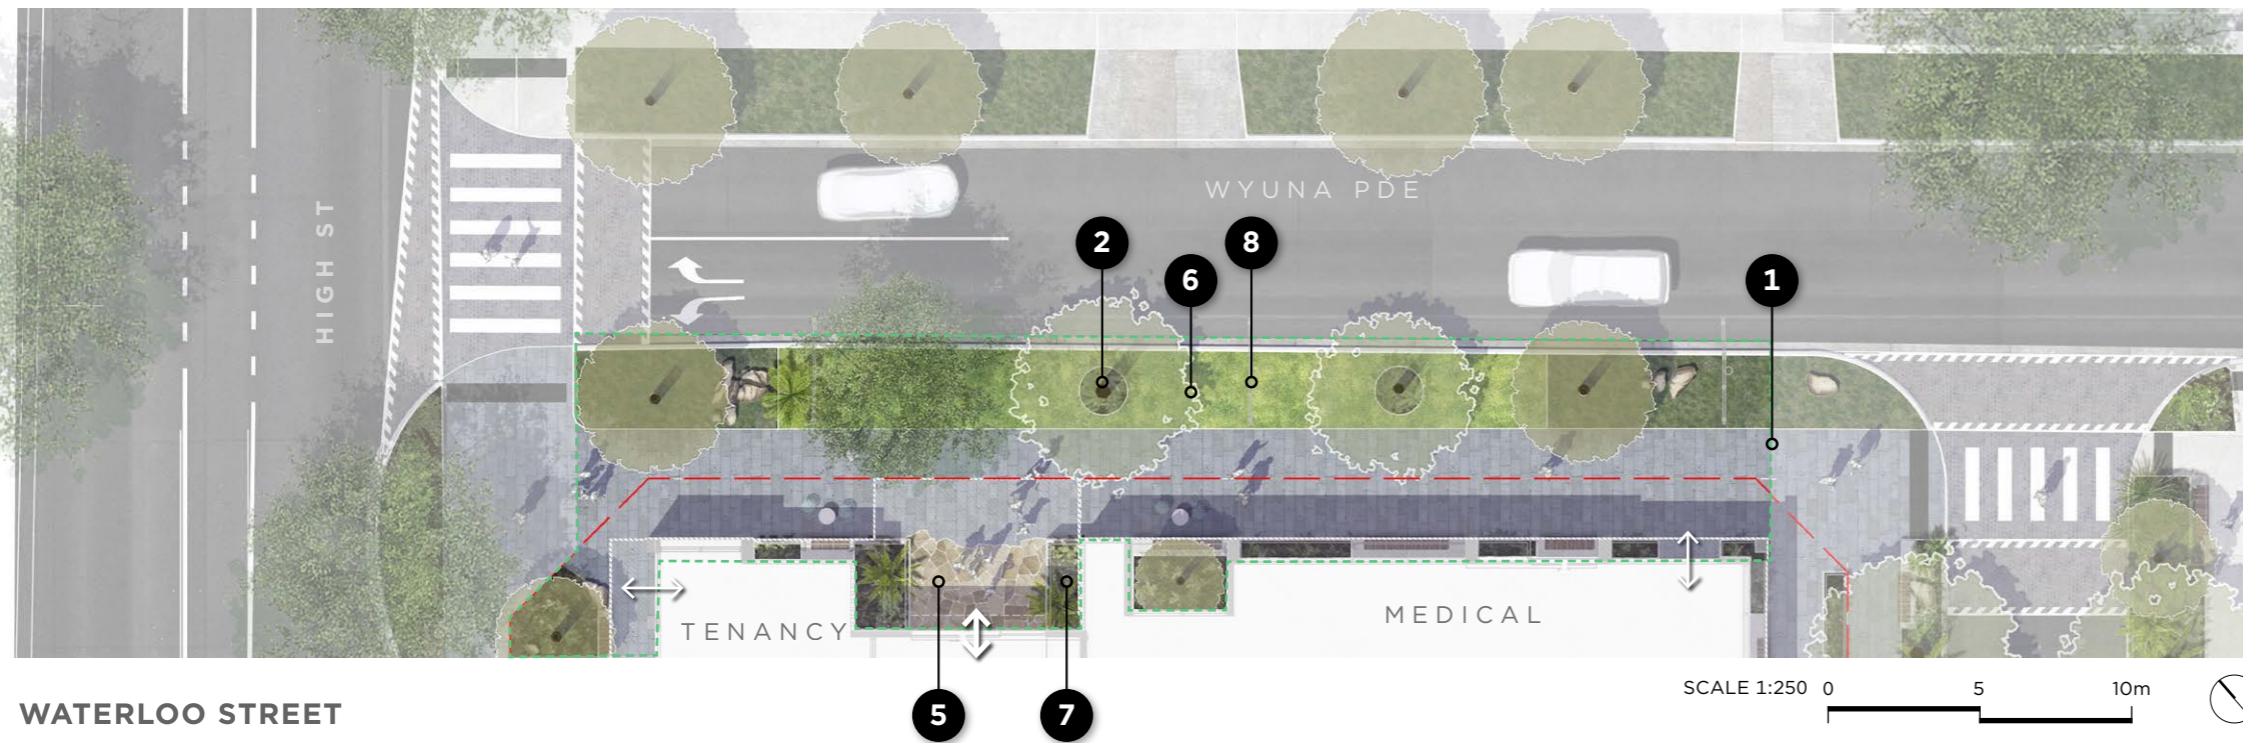 WYUNA PDE
HIGH ST
2
8
6
1
TENANCY
MEDICAL
5
7
SCALE 1:250 0 5 10m
WATERLOO STREET